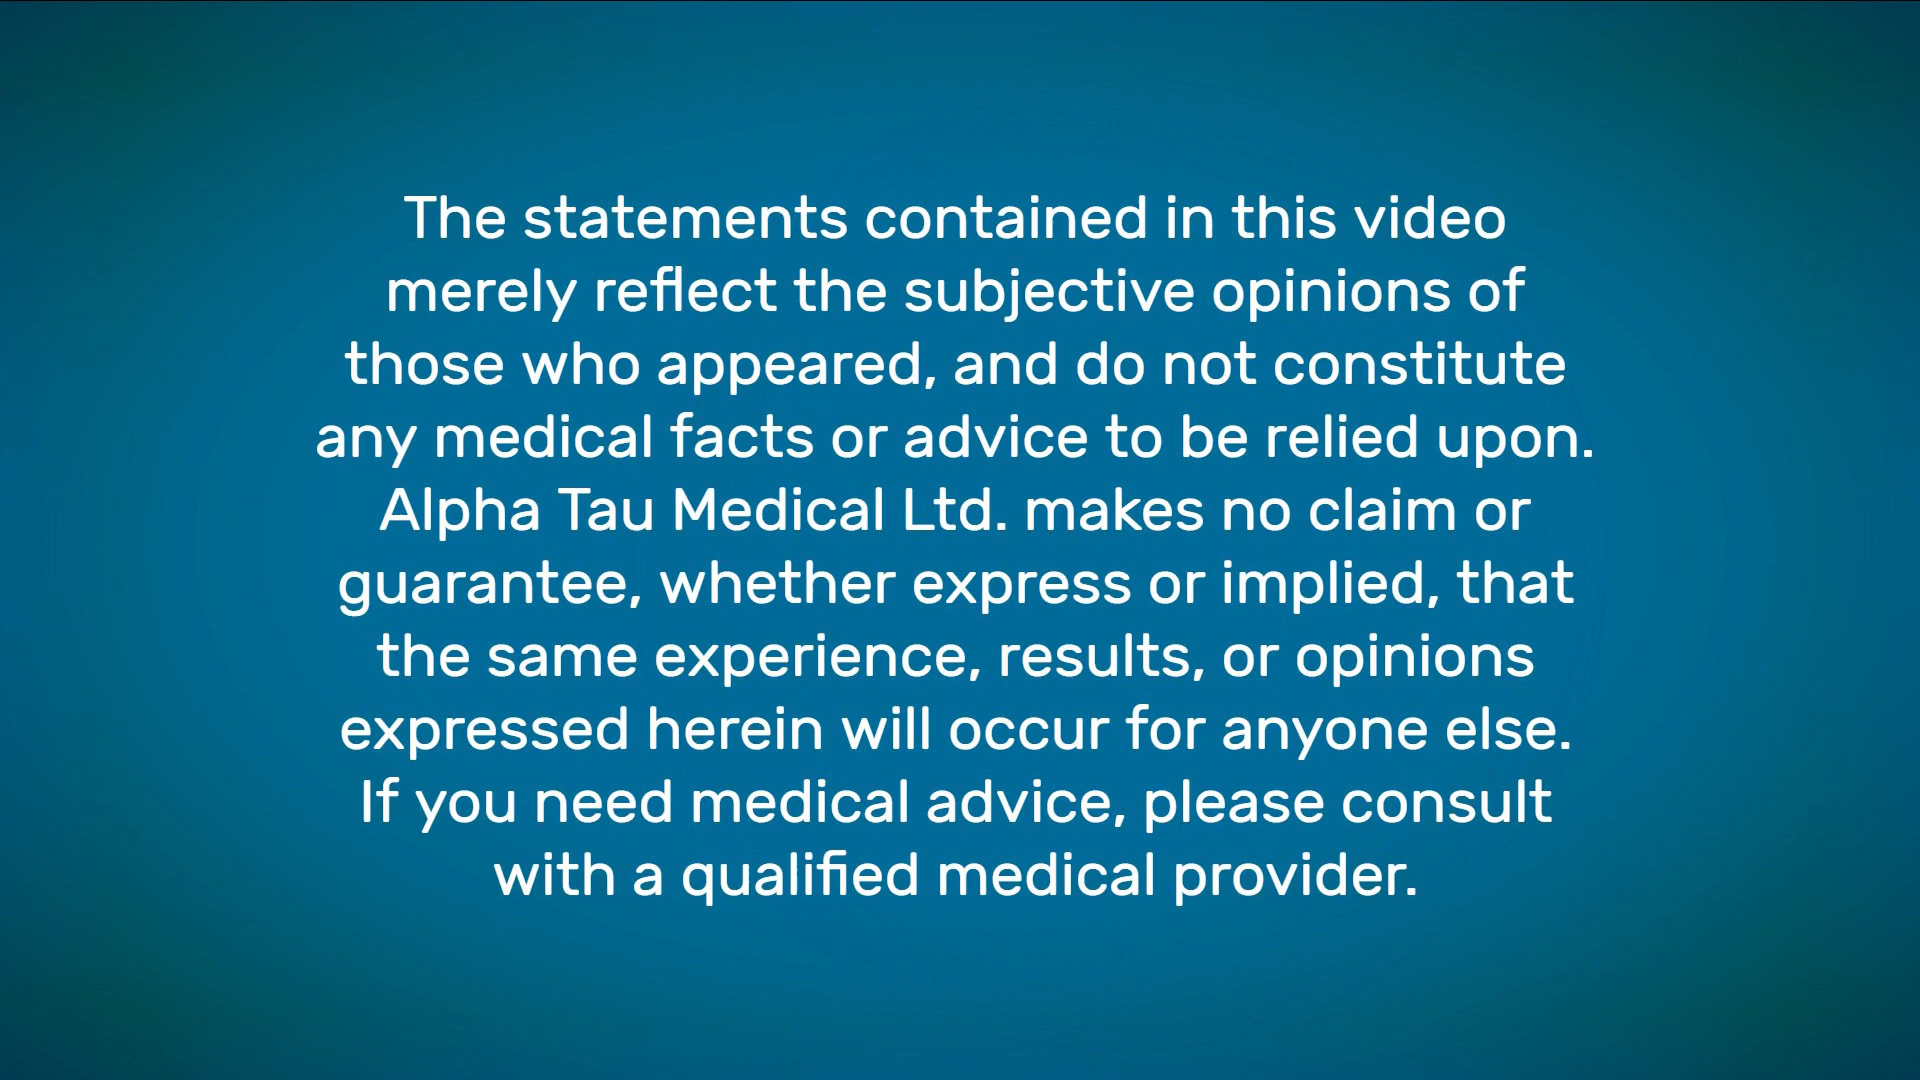 The statements contained in this video
merely reflect the subjective opinions of
those who appeared, and do not constitute
any medical facts or advice to be relied upon.
Alpha Tau Medical Ltd. makes no claim or
guarantee, whether express or implied, that
the same experience, results, or opinions
expressed herein will occur for anyone else.
If you need medical advice, please consult
with a qualified medical provider.